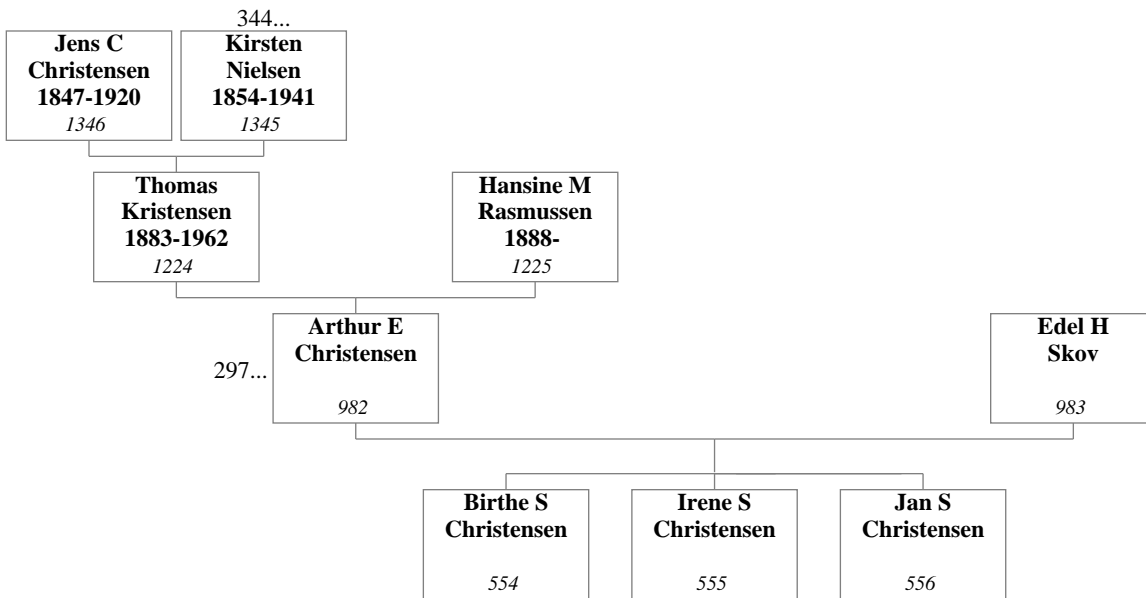 344...
Jens C
Christensen
1847-1920
1346
Kirsten
Nielsen
1854-1941
1345
Thomas
Kristensen
1883-1962
1224
Hansine M
Rasmussen
1888-
1225
297...
Arthur E
Christensen
982
Edel H
Skov
983
Birthe S
Christensen
554
Irene S
Christensen
555
Jan S
Christensen
556